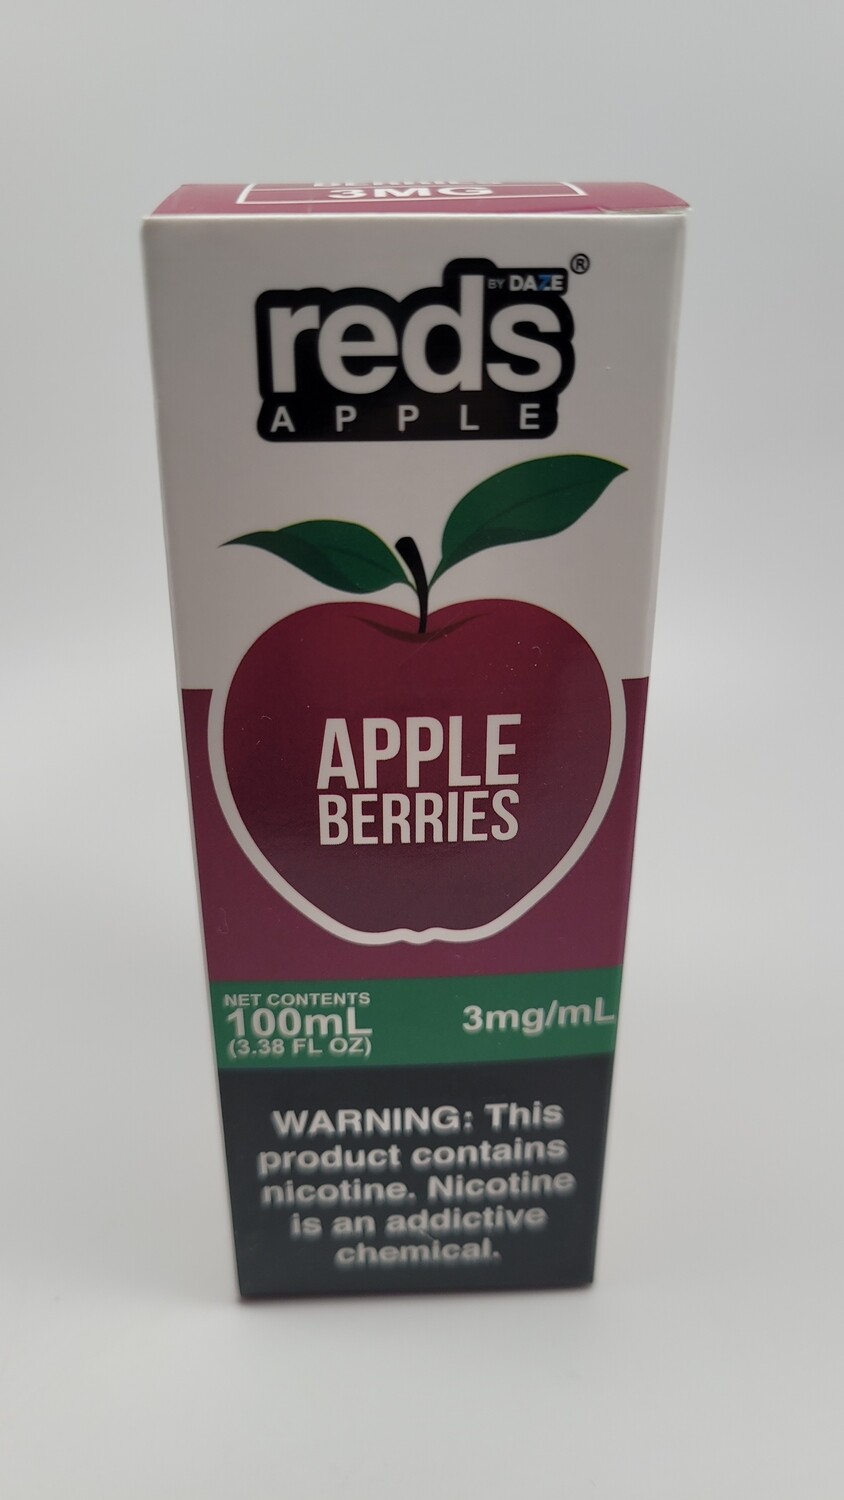 3MG
BY DAZE ®
reds
APPLE
APPLE
BERRIES
NET CONTENTS
100mL
(3.38 FL OZ)
3mg/mL
WARNING: This
product contains
nicotine. Nicotine
is an addictive
chemical.